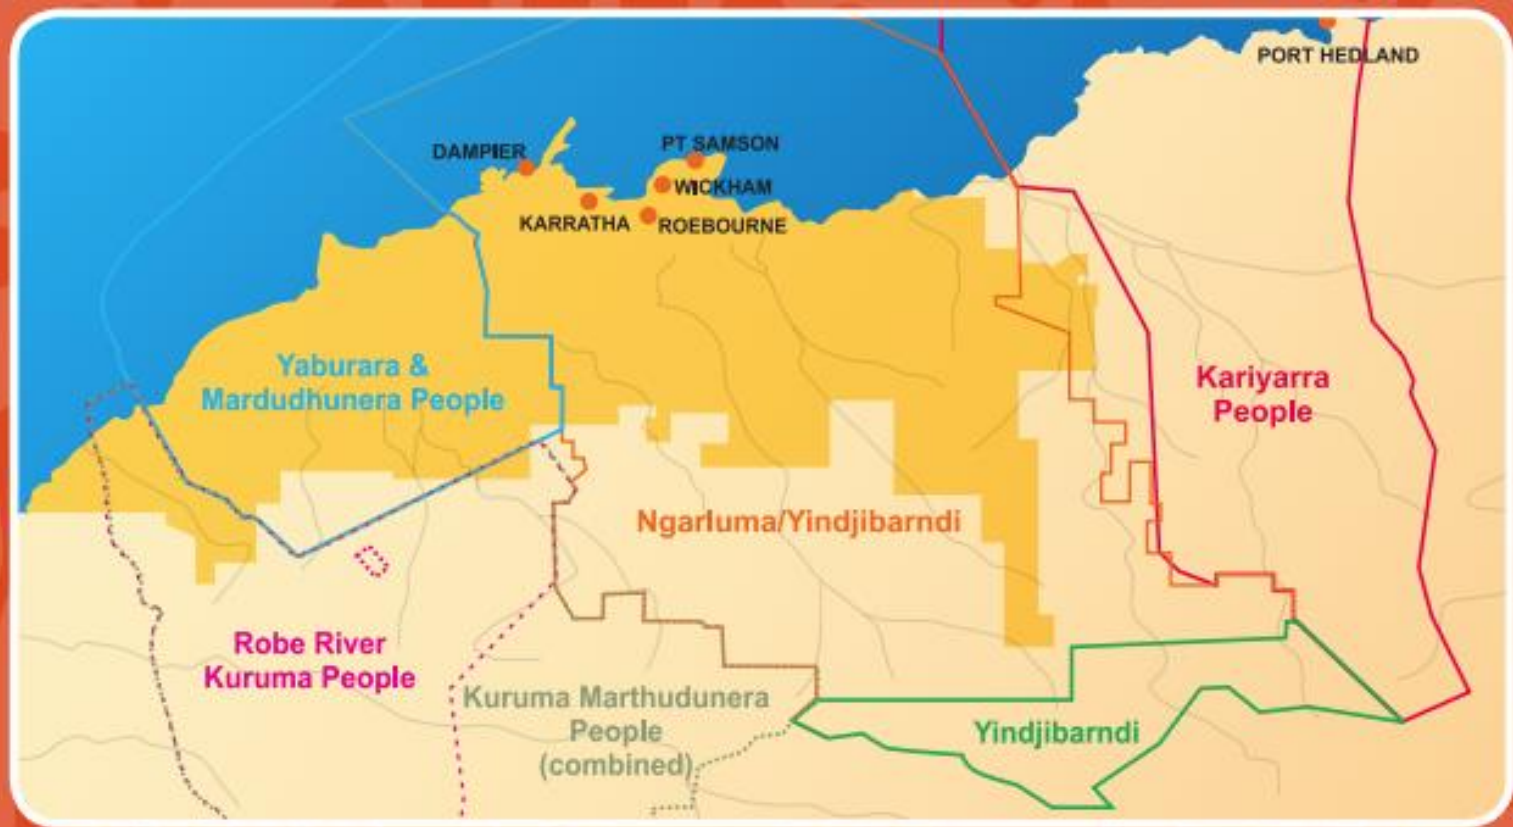 PORT HEDLAND
DAMPIER
PT SAMSON
WICKHAM
KARRATHA
ROEBOURNE
Yaburara &
Mardudhunera People
Kariyarra
People
Ngarluma/Yindjibarndi
Robe River
Kuruma People
Kuruma Marthudunera
People
(combined)
Yindjibarndi